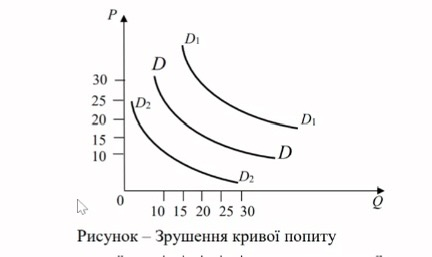 P
D₁
D
30
25
D₂
20
D₁
15
10
D
D₂
0
10 15 20 25 30
Q
Рисунок – Зрушення кривої попиту